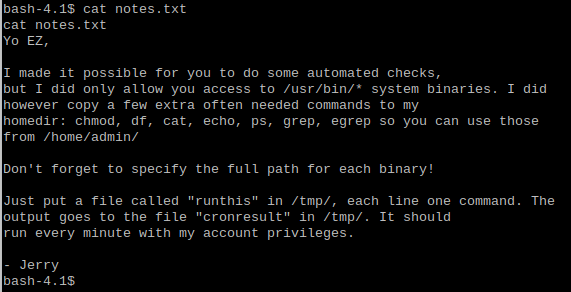 bash-4.1$ cat notes.txt
cat notes.txt
Yo EZ,
I made it possible for you to do some automated checks,
but I did only allow you access to /usr/bin/* system binaries. I did
however copy a few extra often needed commands to my
homedir: chmod, df, cat, echo, ps, grep, egrep so you can use those
from /home/admin/
Don't forget to specify the full path for each binary!
Just put a file called "runthis" in /tmp/, each line one command. The
output goes to the file "cronresult" in /tmp/. It should
run every minute with my account privileges.
- Jerry
bash-4.1$